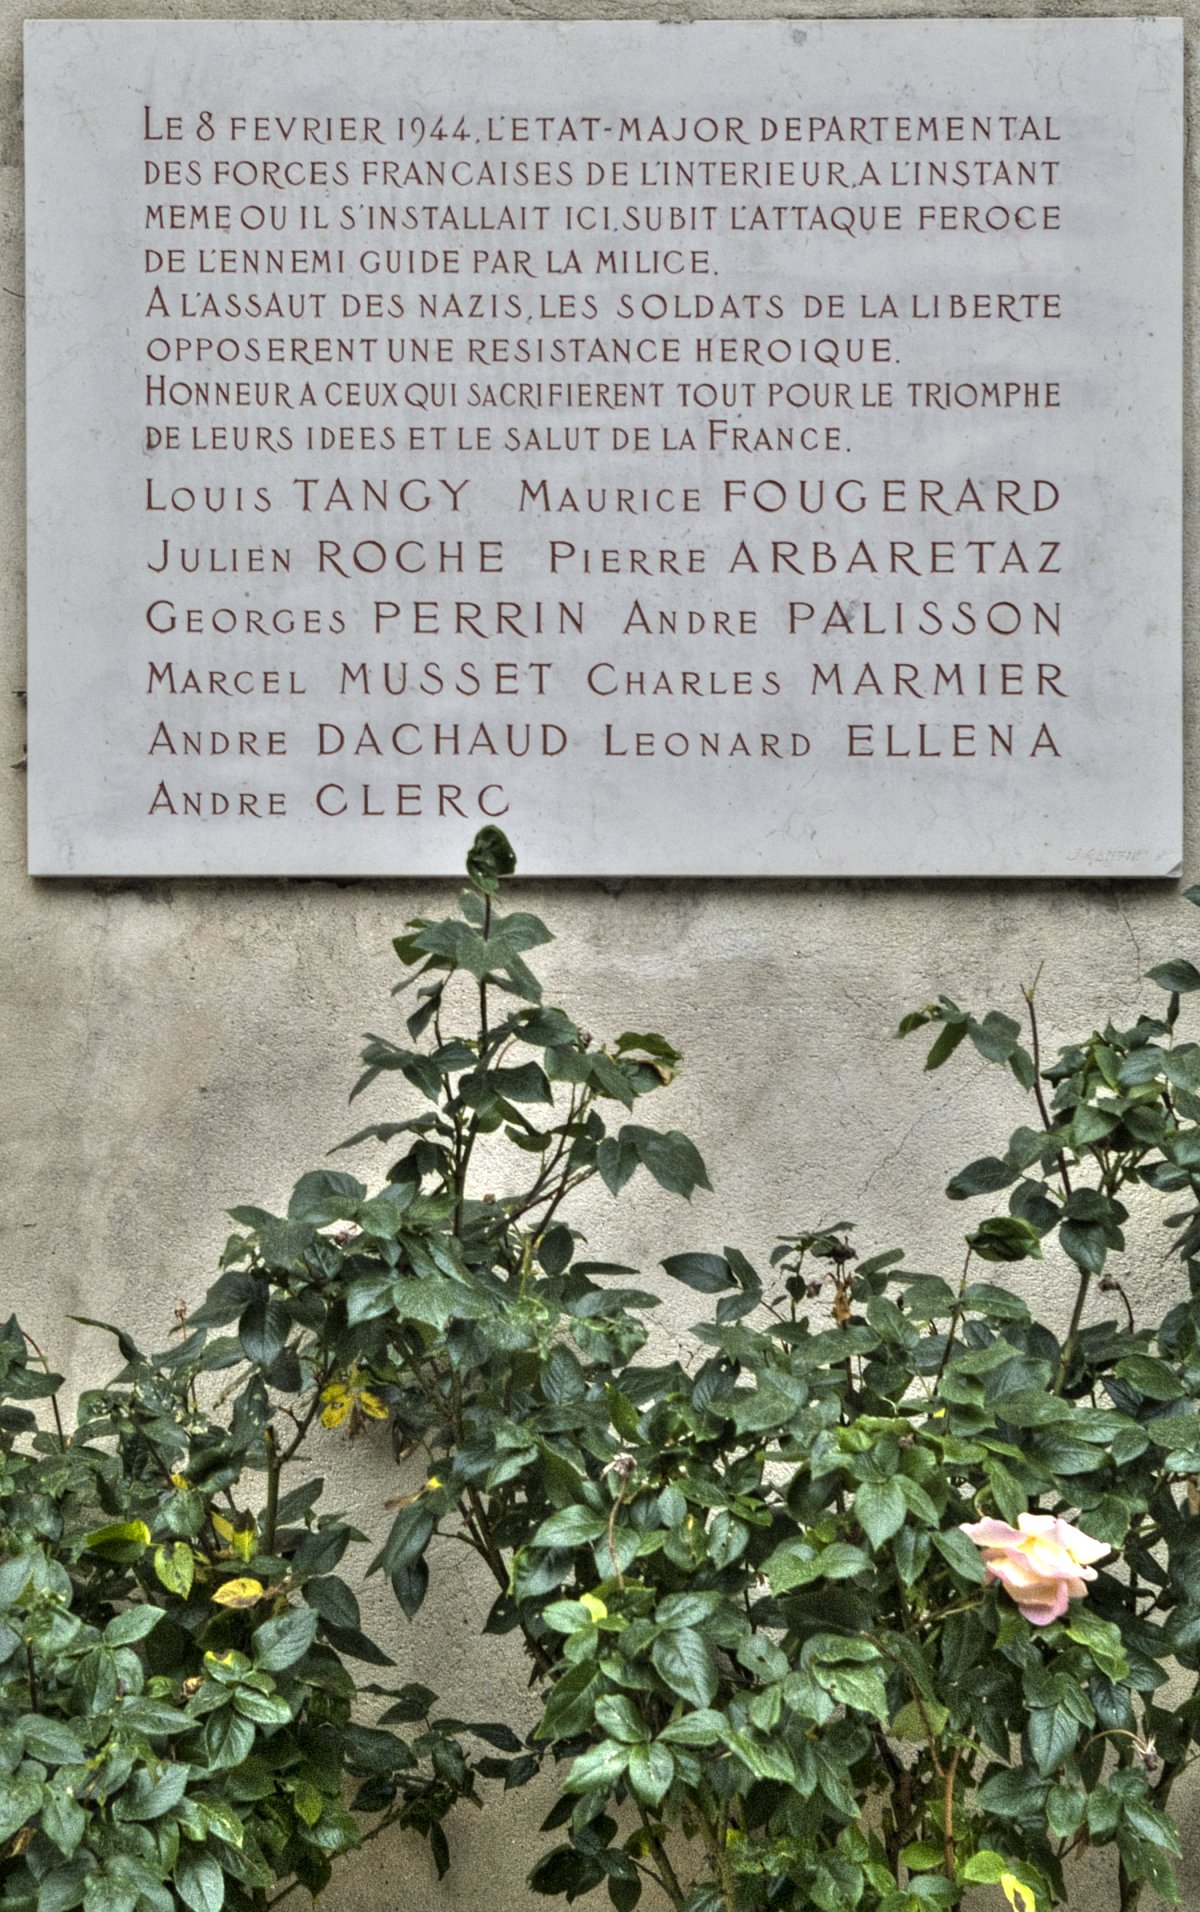 LE 8 FEVRIER 1944, L'ETAT-MAJOR DEPARTEMENTAL
DES FORCES FRANCAISES DE L'INTERIEUR, A L'INSTANT
MEME OU IL S'INSTALLAIT ICI, SUBIT L'ATTAQUE FEROCE
DE L'ENNEMI GUIDE PAR LA MILICE.
A L'ASSAUT DES NAZIS, LES SOLDATS DE LA LIBERTE
OPPOSERENT UNE RESISTANCE HEROIQUE.
HONNEUR A CEUX QUI SACRIFIERENT TOUT POUR LE TRIOMPHE
DE LEURS IDEES ET LE SALUT DE LA FRANCE.
LOUIS TANGY MAURICE FOUGERARD
JULIEN ROCHE PIERRE ARBARETAZ
GEORGES PERRIN ANDRE PALISSON
MARCEL MUSSET CHARLES MARMIER
ANDRE DACHAUD LEONARD ELLENA
ANDRE CLERC